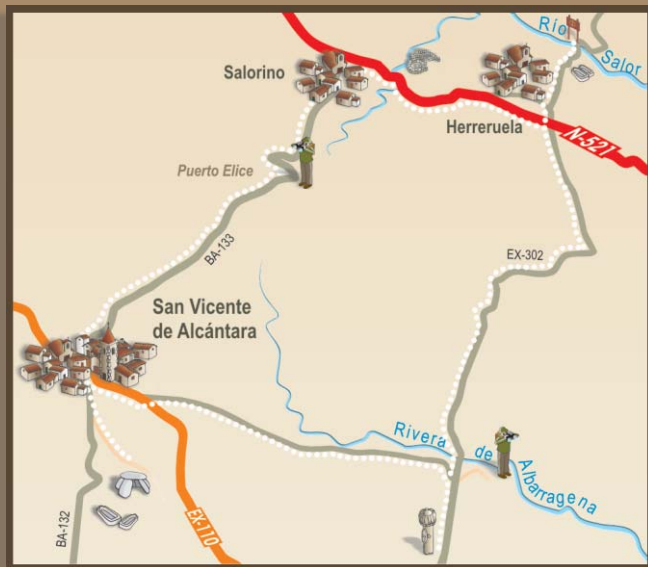 Río
Salor
Salorino
Herreruela
N-521
Puerto Elice
BA-133
EX-302
San Vicente
de Alcántara
Rivera
de
Albarragena
EX-110
BA-132